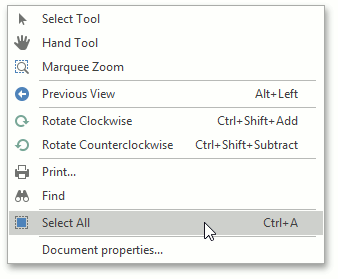 Select Tool
Hand Tool
Marquee Zoom
Previous View Alt+Left
Rotate Clockwise Ctrl+Shift+Add
Rotate Counterclockwise Ctrl+Shift+Subtract
Print...
Find
Select All Ctrl+A
Document properties...